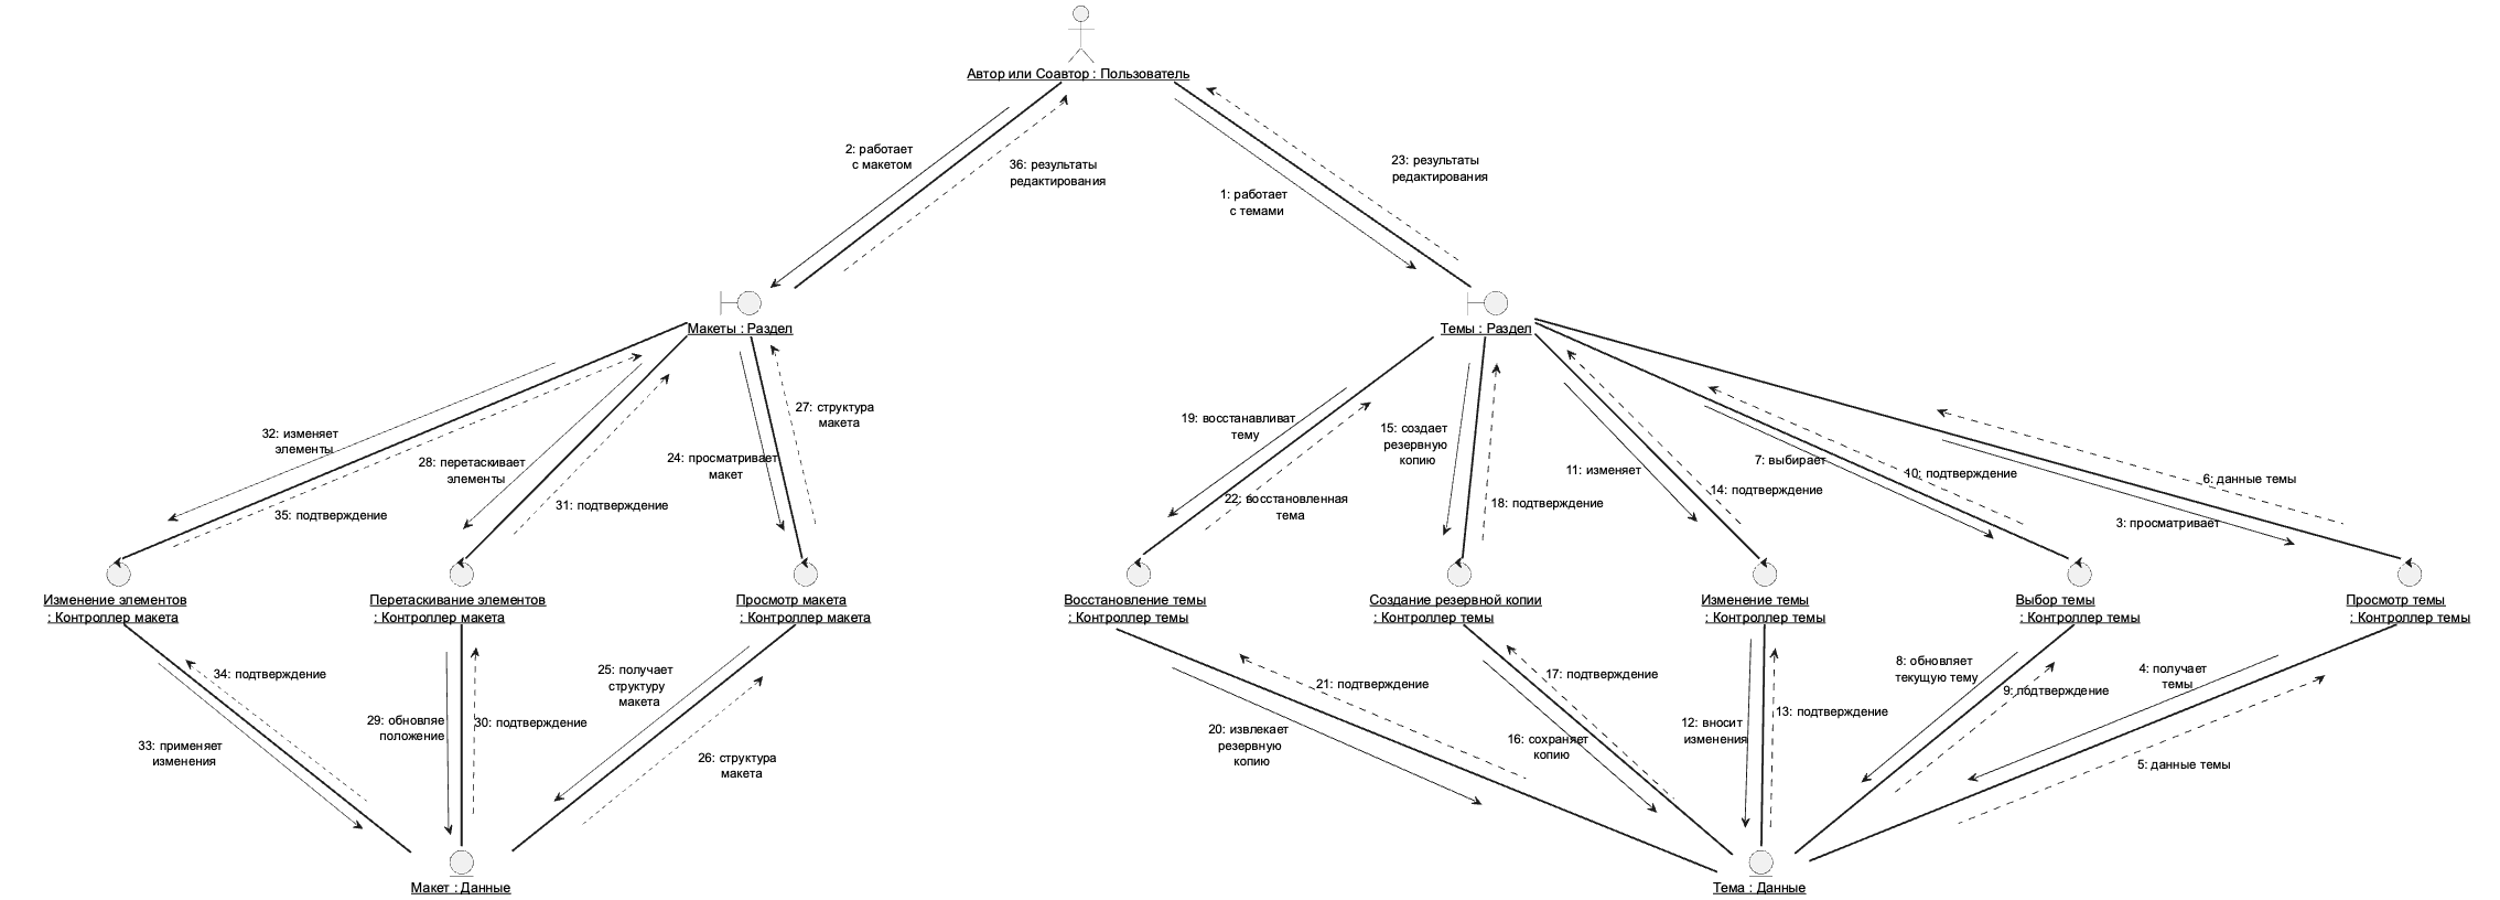 Автор или Соавтор : Пользователь
2: работает
с макетом
36: результаты
редактирования
1: работает
с темами
23: результаты
редактирования
Макеты : Раздел
Темы : Раздел
32: изменяет
элементы
35: подтверждение
28: перетаскивает
элементы
31: подтверждение
24: просматривает
макет
27: структура
макета
19: восстанавливат
тему
22: восстановленная
тема
15: создает
резервную
копию
18: подтверждение
11: изменяет
14: подтверждение
7: выбирает
10: подтверждение
3: просматривает
6: данные темы
Изменение элементов
: Контроллер макета
Перетаскивание элементов
: Контроллер макета
Просмотр макета
: Контроллер макета
Восстановление темы
: Контроллер темы
Создание резервной копии
: Контроллер темы
Изменение темы
: Контроллер темы
Выбор темы
: Контроллер темы
Просмотр темы
: Контроллер темы
34: подтверждение
33: применяет
изменения
29: обновляе
положение
30: подтверждение
25: получает
структуру
макета
26: структура
макета
21: подтверждение
20: извлекает
резервную
копию
17: подтверждение
16: сохраняет
копию
12: вносит
изменения
13: подтверждение
8: обновляет
текущую тему
9: подтверждение
4: получает
темы
5: данные темы
Макет : Данные
Тема : Данные